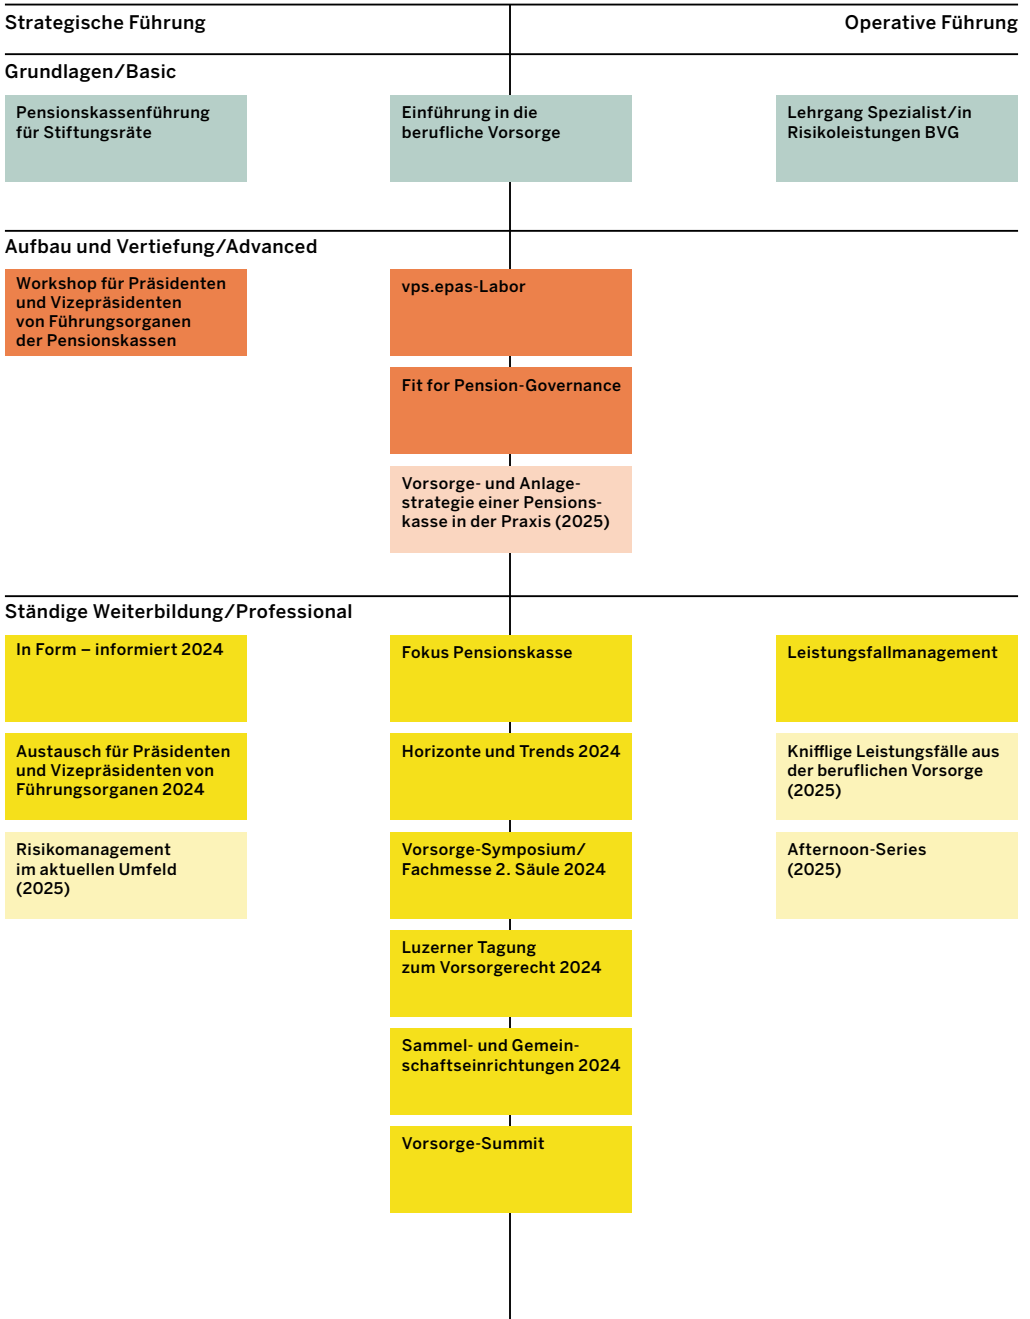 Strategische Führung
Operative Führung
Grundlagen/Basic
Pensionskassenführung
für Stiftungsräte
Einführung in die
berufliche Vorsorge
Lehrgang Spezialist/in
Risikoleistungen BVG
Aufbau und Vertiefung/Advanced
Workshop für Präsidenten
und Vizepräsidenten
von Führungsorganen
der Pensionskassen
vps.epas-Labor
Fit for Pension-Governance
Vorsorge- und Anlage-
strategie einer Pensions-
kasse in der Praxis (2025)
Ständige Weiterbildung/Professional
In Form – informiert 2024
Fokus Pensionskasse
Leistungsfallmanagement
Austausch für Präsidenten
und Vizepräsidenten von
Führungsorganen 2024
Horizonte und Trends 2024
Knifflige Leistungsfälle aus
der beruflichen Vorsorge
(2025)
Risikomanagement
im aktuellen Umfeld
(2025)
Vorsorge-Symposium/
Fachmesse 2. Säule 2024
Afternoon-Series
(2025)
Luzerner Tagung
zum Vorsorgerecht 2024
Sammel- und Gemein-
schaftseinrichtungen 2024
Vorsorge-Summit